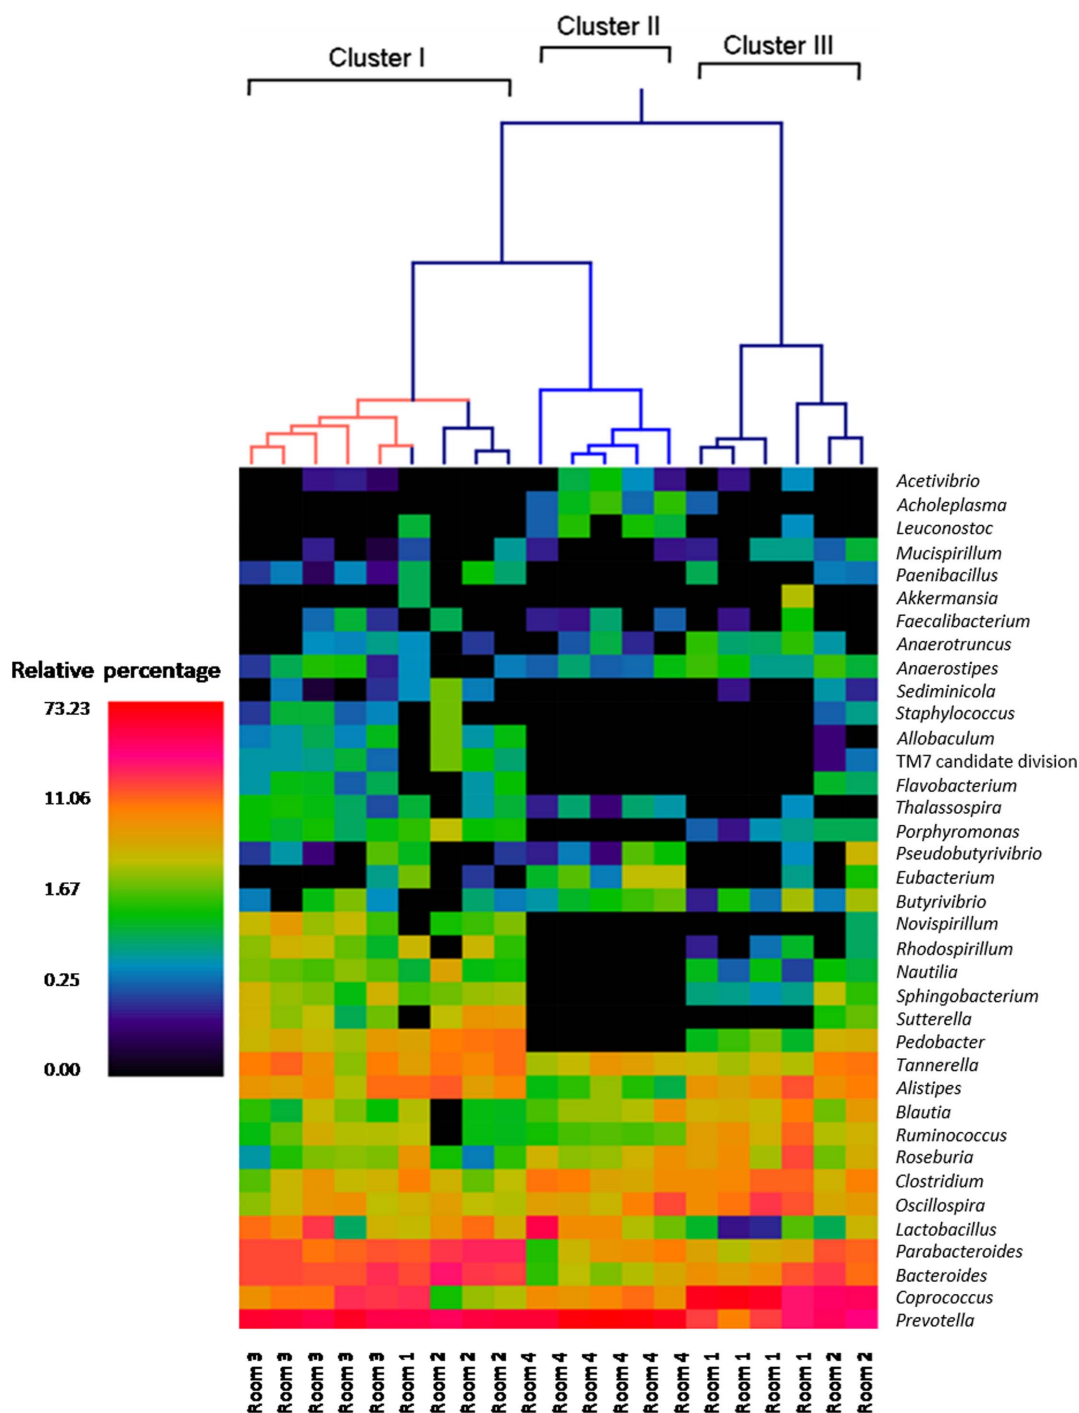 Cluster I
Cluster II
Cluster III
Relative percentage
73.23
11.06
1.67
0.25
0.00
Acetivibrio
Acholeplasma
Leuconostoc
Mucispirillum
Paenibacillus
Akkermansia
Faecalibacterium
Anaerotruncus
Anaerostipes
Sediminicola
Staphylococcus
Allobaculum
TM7 candidate division
Flavobacterium
Thalassospira
Porphyromonas
Pseudobutyrivibrio
Eubacterium
Butyrivibrio
Novispirillum
Rhodospirillum
Nautilia
Sphingobacterium
Sutterella
Pedobacter
Tannerella
Alistipes
Blautia
Ruminococcus
Roseburia
Clostridium
Oscillospira
Lactobacillus
Parabacteroides
Bacteroides
Coprococcus
Prevotella
Room 3
Room 3
Room 3
Room 3
Room 3
Room 1
Room 2
Room 2
Room 2
Room 4
Room 4
Room 4
Room 4
Room 4
Room 1
Room 1
Room 1
Room 1
Room 2
Room 2